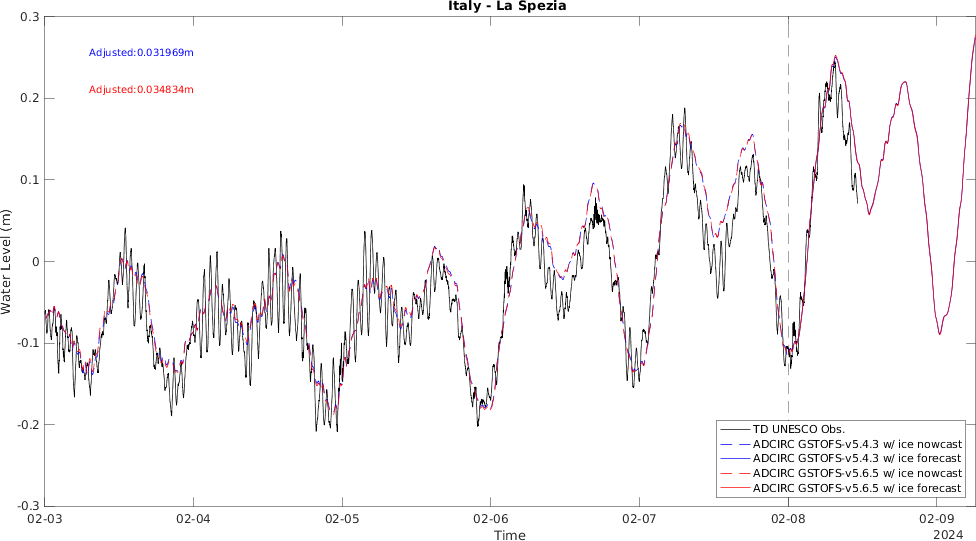 Italy - La Spezia
Adjusted:0.031969m
Adjusted:0.034834m
Water Level (m)
0.3
0.2
0.1
0
-0.1
-0.2
-0.3
TD UNESCO Obs.
ADCIRC GSTOFS-v5.4.3 w/ ice nowcast
ADCIRC GSTOFS-v5.4.3 w/ ice forecast
ADCIRC GSTOFS-v5.6.5 w/ ice nowcast
ADCIRC GSTOFS-v5.6.5 w/ ice forecast
02-03 02-04 02-05 02-06 02-07 02-08 02-09
Time
2024